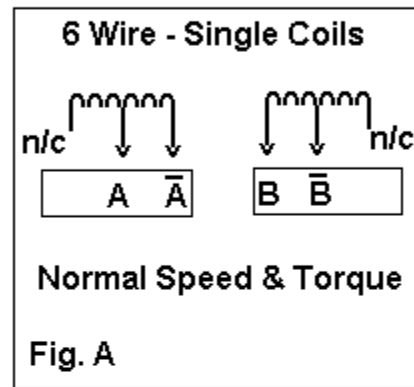 6 Wire - Single Coils
n/c n/c
A A̅ B B̅
Normal Speed & Torque
Fig. A